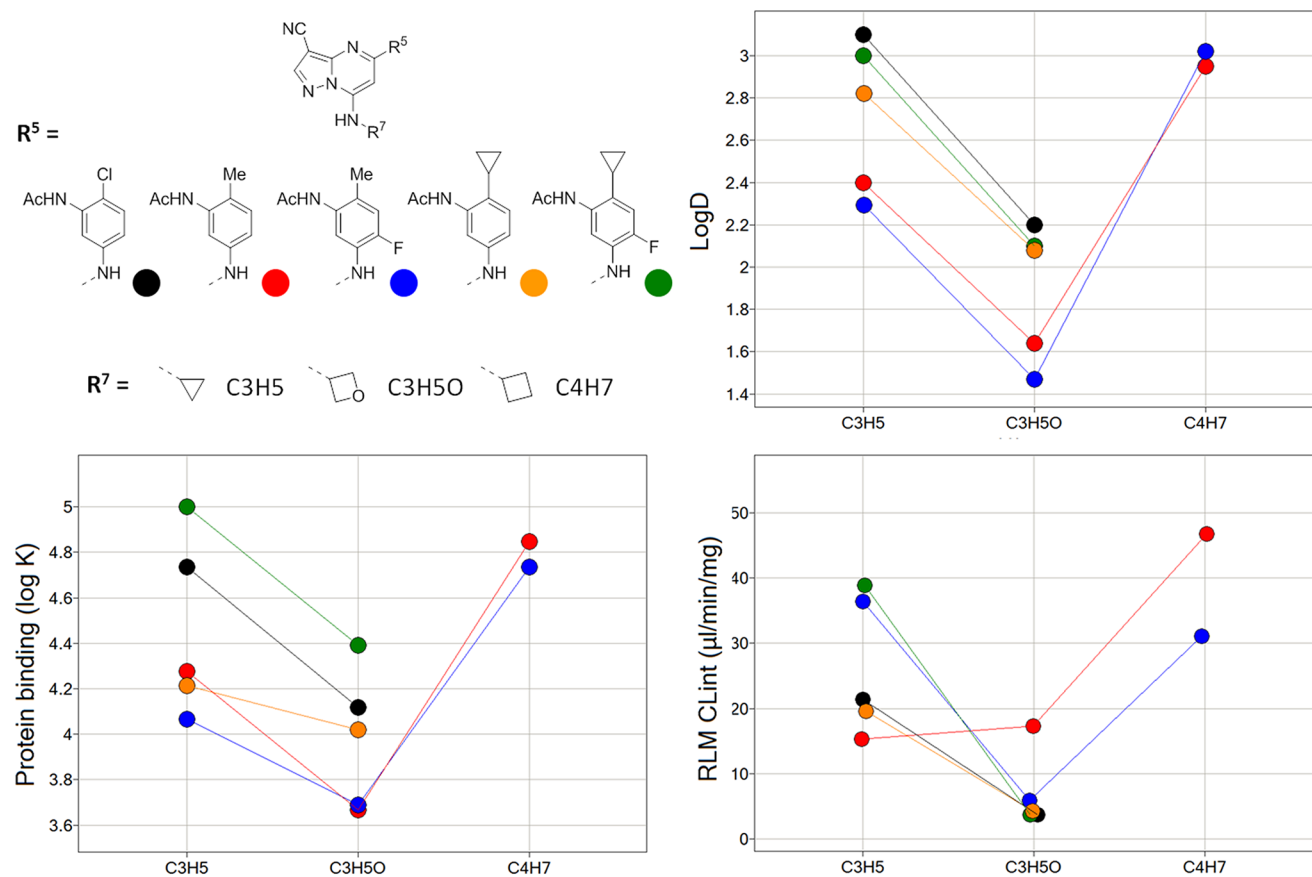 NC
N
R5
N
N
HN
R7
R5 =
Cl
AcHN
NH
Me
AcHN
NH
Me
AcHN
F
NH
AcHN
NH
AcHN
F
NH
R7 =
C3H5
O
C3H5O
C4H7
LogD
3
2.8
2.6
2.4
2.2
2
1.8
1.6
1.4
C3H5 C3H5O C4H7
Protein binding (log K)
5
4.8
4.6
4.4
4.2
4
3.8
3.6
C3H5 C3H5O C4H7
RLM CLint (µl/min/mg)
50
40
30
20
10
0
C3H5 C3H5O C4H7